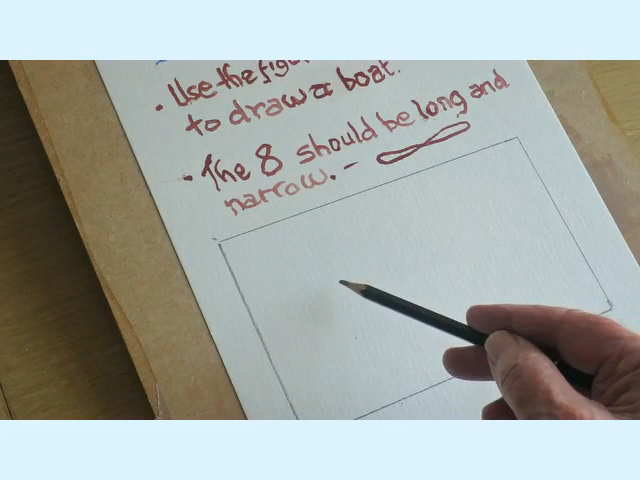 • Use the
to draw a boat.
• The 8 should be long and
narrow. -